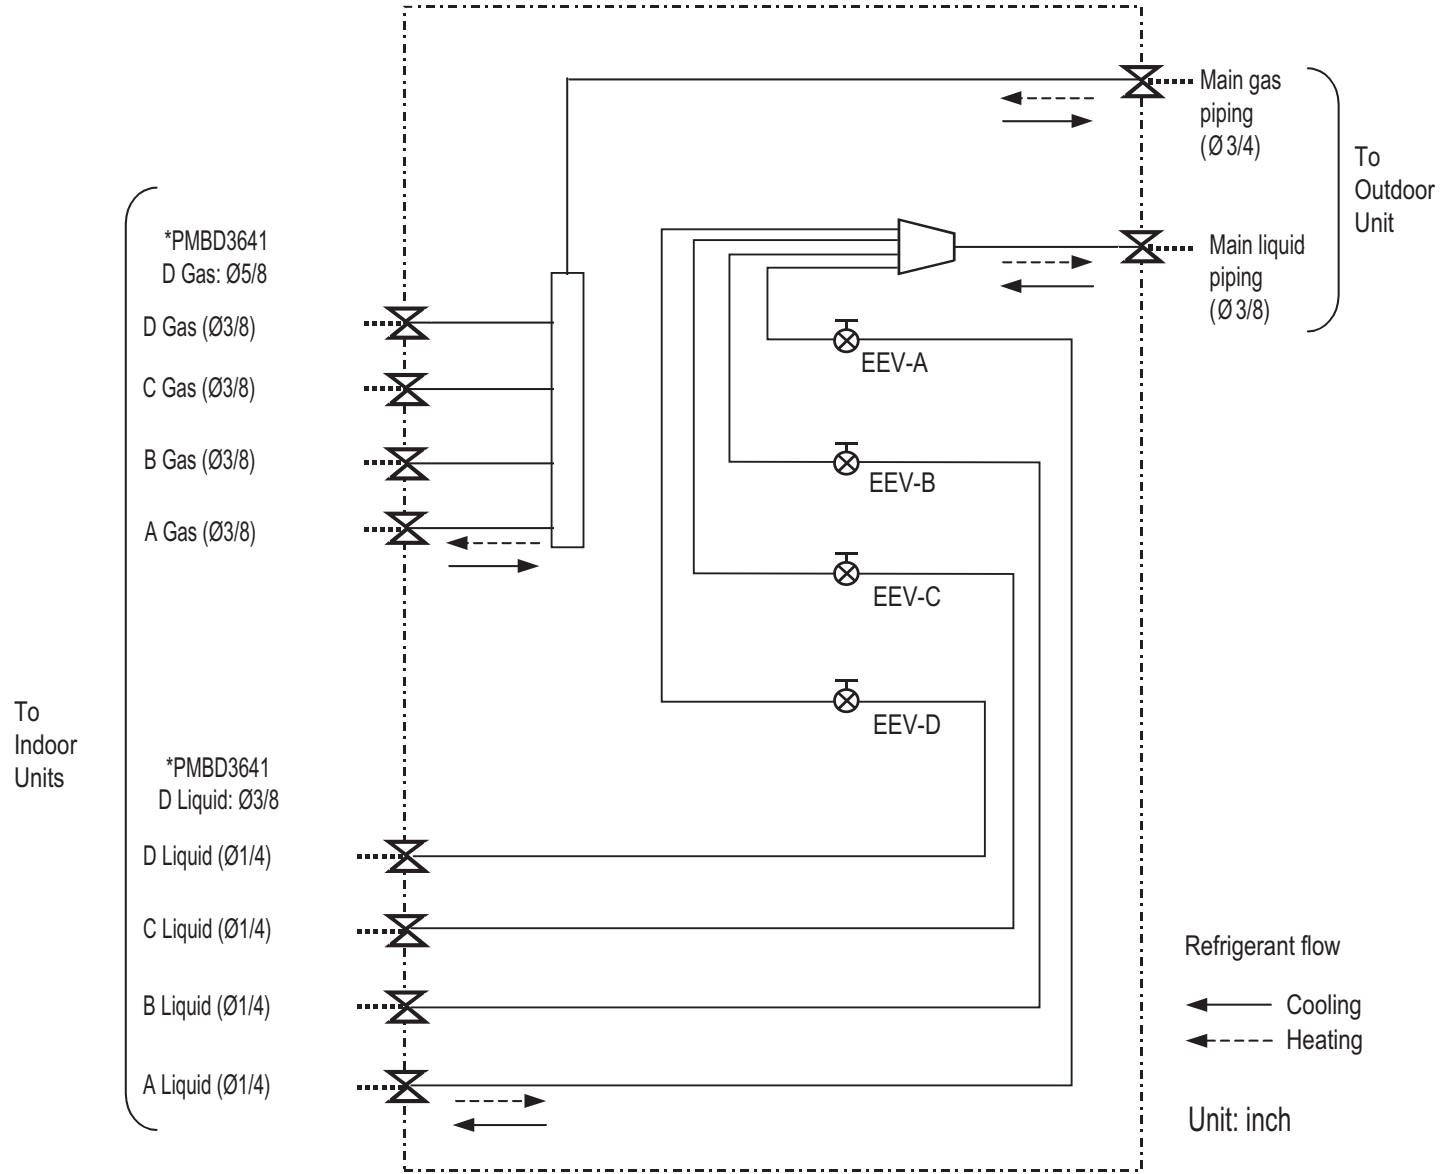 Main gas
piping
(Ø 3/4)
To
Outdoor
Unit
Main liquid
piping
(Ø 3/8)
*PMBD3641
D Gas: Ø5/8
D Gas (Ø3/8)
C Gas (Ø3/8)
B Gas (Ø3/8)
A Gas (Ø3/8)
EEV-A
EEV-B
EEV-C
EEV-D
To
Indoor
Units
*PMBD3641
D Liquid: Ø3/8
D Liquid (Ø1/4)
C Liquid (Ø1/4)
B Liquid (Ø1/4)
A Liquid (Ø1/4)
Refrigerant flow
Cooling
Heating
Unit: inch